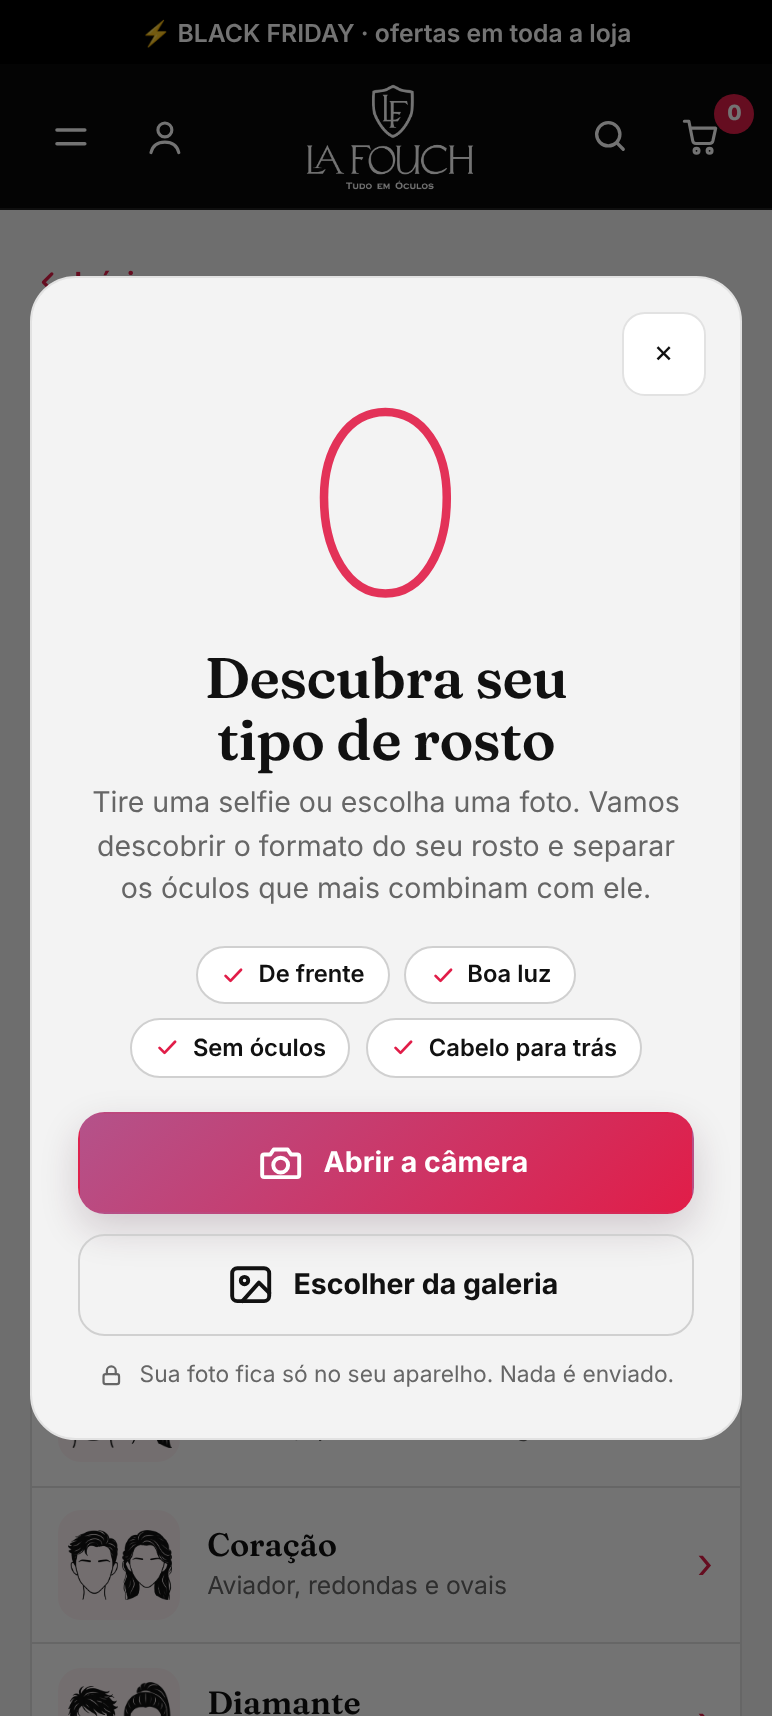 ⚡ BLACK FRIDAY · ofertas em toda a loja
0
LF
LA FOUCH
TUDO EM ÓCULOS
×
Descubra seu
tipo de rosto
Tire uma selfie ou escolha uma foto. Vamos
descobrir o formato do seu rosto e separar
os óculos que mais combinam com ele.
De frente
Boa luz
Sem óculos
Cabelo para trás
Abrir a câmera
Escolher da galeria
Sua foto fica só no seu aparelho. Nada é enviado.
Coração
Aviador, redondas e ovais
Diamante